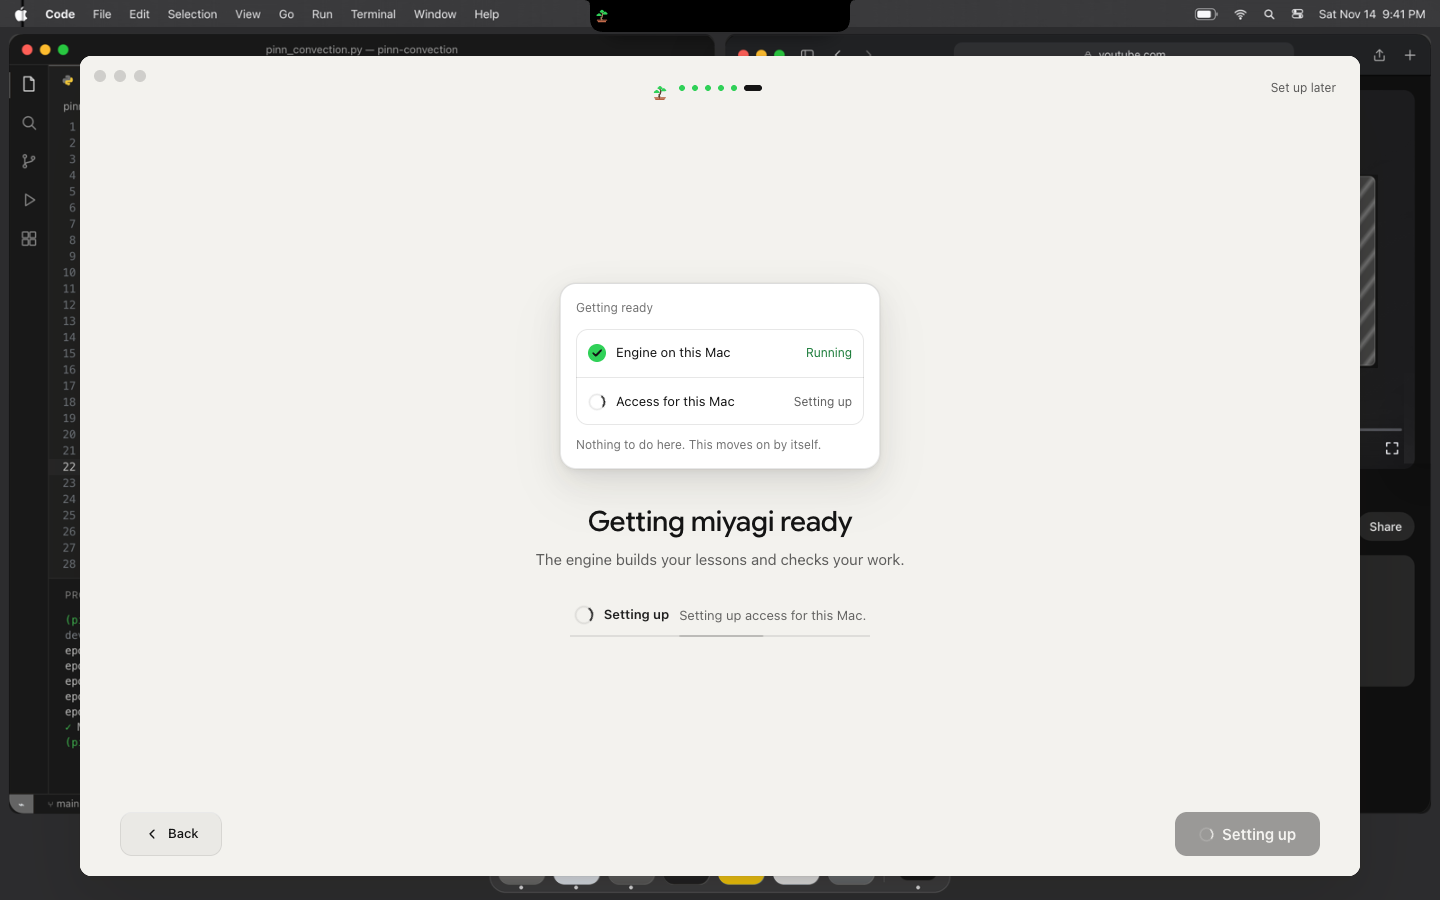 Code File Edit Selection View Go Run Terminal Window Help
Sat Nov 14 9:41 PM
pinn_convection.py — pinn-convection
youtube.com
Set up later
1
2
3
4
5
6
7
8
9
10
11
12
13
14
15
16
17
18
19
20
21
22
23
24
25
26
27
28
Getting ready
Engine on this Mac Running
Access for this Mac Setting up
Nothing to do here. This moves on by itself.
Getting miyagi ready
The engine builds your lessons and checks your work.
Setting up Setting up access for this Mac.
Share
main
Back
Setting up